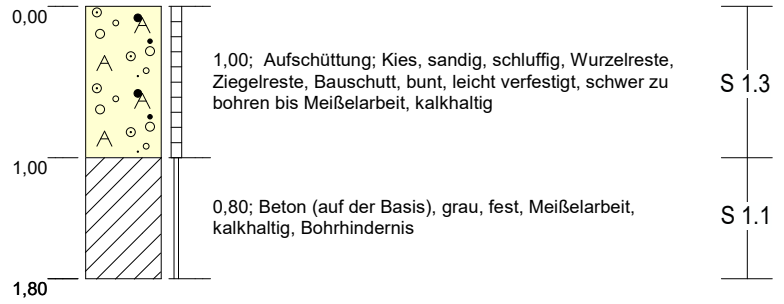 0,00
1,00; Aufschüttung; Kies, sandig, schluffig, Wurzelreste,
Ziegelreste, Bauschutt, bunt, leicht verfestigt, schwer zu
bohren bis Meißelarbeit, kalkhaltig
S 1.3
1,00
0,80; Beton (auf der Basis), grau, fest, Meißelarbeit,
kalkhaltig, Bohrhindernis
S 1.1
1,80